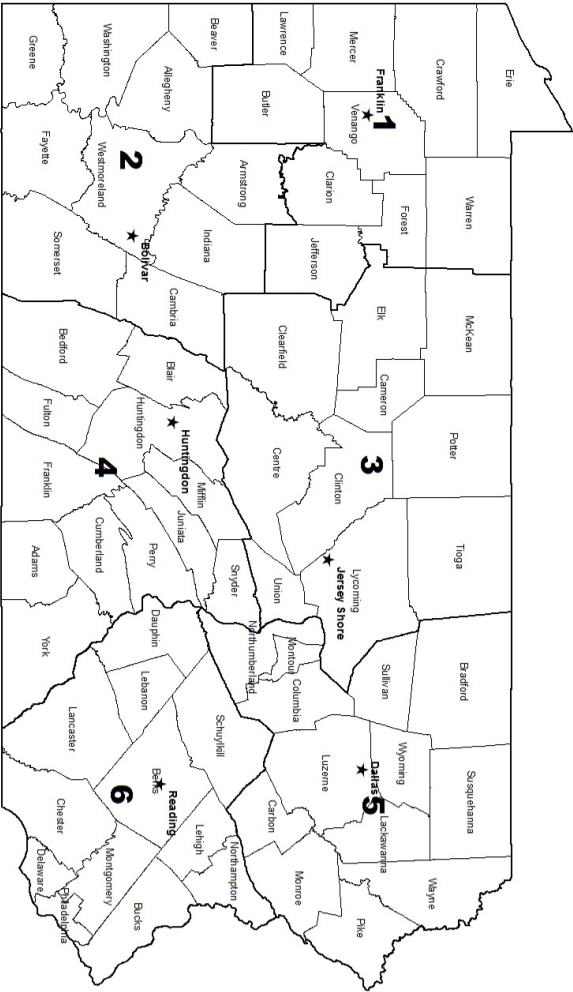 Erie
Crawford
Mercer
Lawrence
Beaver
Washington
Greene
Warren
Forest
Venango
Franklin
1
Clarion
Butler
Armstrong
Allegheny
Westmoreland
2
Fayette
McKean
Elk
Jefferson
Indiana
Bolivar
Somerset
Cambria
Cameron
Clearfield
Potter
3
Clinton
Centre
Blair
Bedford
Huntingdon
Huntingdon
4
Fulton
Franklin
Mifflin
Juniata
Tioga
Lycoming
Jersey Shore
Union
Snyder
Perry
Cumberland
Adams
York
Bradford
Sullivan
Montour
Columbia
Northumberland
Dauphin
Lebanon
Lancaster
Susquehanna
Wyoming
Dallas
5
Lackawanna
Luzerne
Schuylkill
Carbon
Berks
Reading
6
Chester
Wayne
Pike
Monroe
Northampton
Lehigh
Montgomery
Bucks
Delaware
Philadelphia